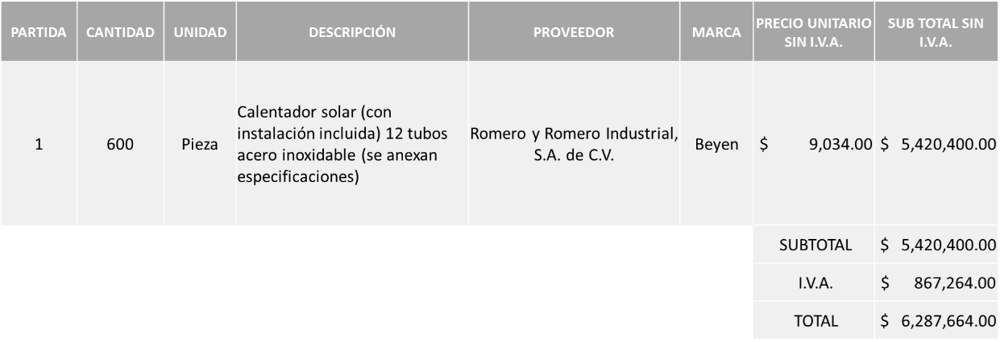 PARTIDA CANTIDAD UNIDAD DESCRIPCIÓN PROVEEDOR MARCA PRECIO UNITARIO SIN I.V.A. SUB TOTAL SIN I.V.A.
1 600 Pieza
Calentador solar (con
instalación incluida) 12 tubos
acero inoxidable (se anexan
especificaciones)
Romero y Romero Industrial,
S.A. de C.V.
Beyen $ 9,034.00 $ 5,420,400.00
SUBTOTAL $ 5,420,400.00
I.V.A. $ 867,264.00
TOTAL $ 6,287,664.00